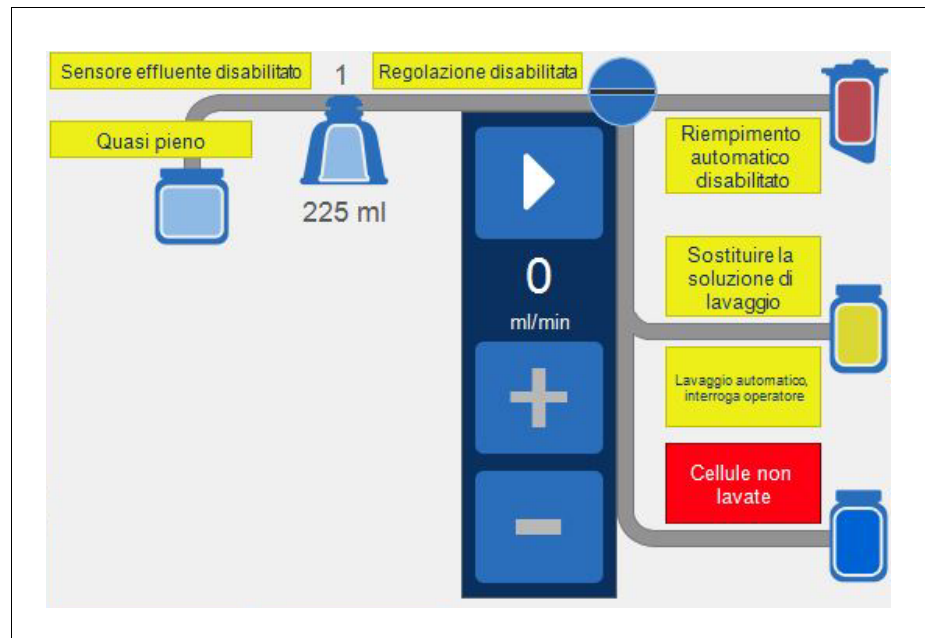 Sensore effluente disabilitato
1
Regolazione disabilitata
Quasi pieno
225 ml
Riempimento
automatico
disabilitato
0
ml/min
Sostituire la
soluzione di
lavaggio
Lavaggio automatico,
interroga operatore
Cellule non
lavate